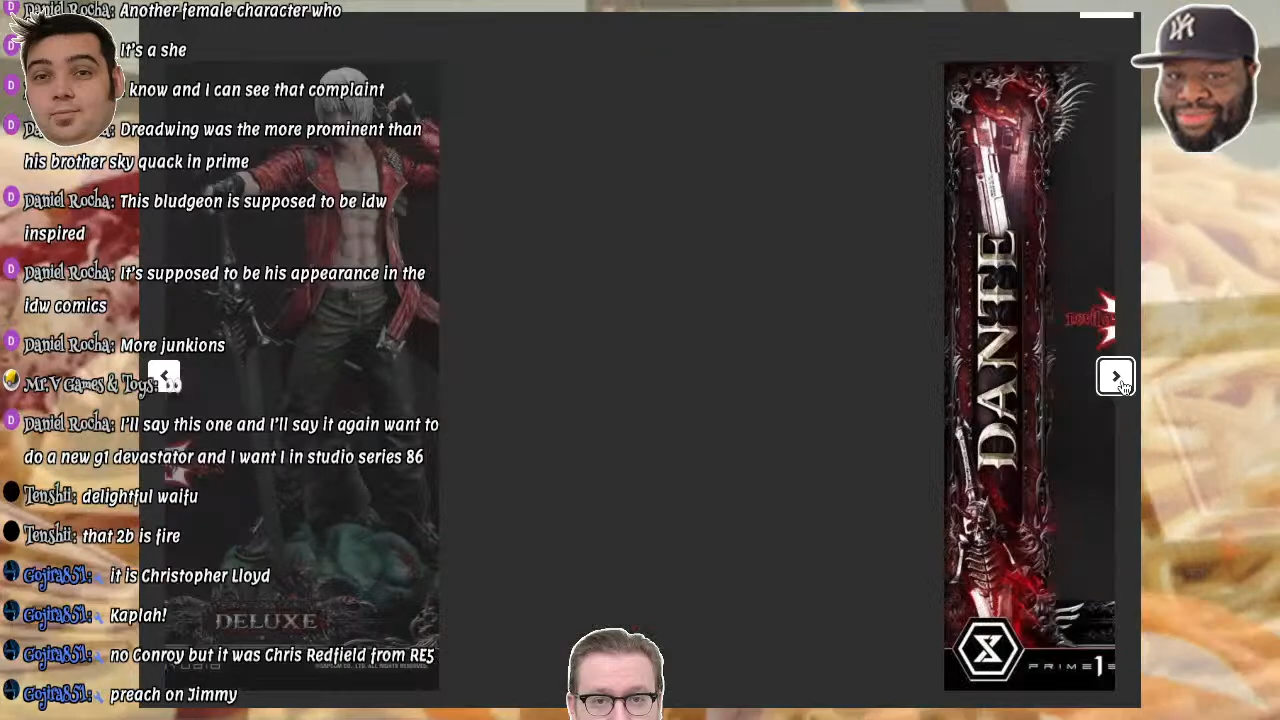 Daniel Rocha: Another female character who
It's a she
know and I can see that complaint
Dreadwing was the more prominent than
his brother sky quack in prime
Daniel Rocha: This bludgeon is supposed to be idw
inspired
Daniel Rocha: It's supposed to be his appearance in the
idw comics
Daniel Rocha: More junkions
Mr.V Games & Toys:
Daniel Rocha: I'll say this one and I'll say it again want to
do a new g1 devastator and I want I in studio series 86
Tenshii: delightful waifu
Tenshii: that 2b is fire
Gojira851: it is Christopher Lloyd
Gojira851: Kaplah!
Gojira851: no Conroy but it was Chris Redfield from RE5
Gojira851: preach on Jimmy
DELUXE
DANTE
PRIME 1